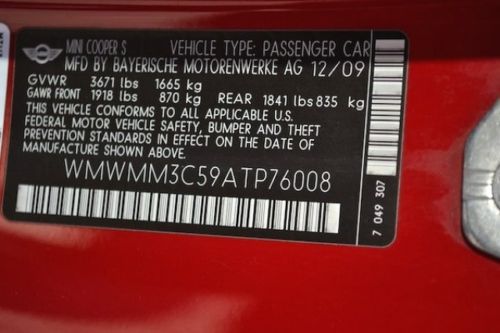 MINI COOPER S VEHICLE TYPE: PASSENGER CAR
MFD BY BAYERISCHE MOTORENWERKE AG 12/09
GVWR 3671 lbs 1665 kg
GAWR FRONT 1918 lbs 870 kg REAR 1841 lbs 835 kg
THIS VEHICLE CONFORMS TO ALL APPLICABLE U.S.
FEDERAL MOTOR VEHICLE SAFETY, BUMPER AND THEFT
PREVENTION STANDARDS IN EFFECT ON THE DATE OF
MANUFACTURE SHOWN ABOVE.
WMWMM3C59ATP76008
7 049 307